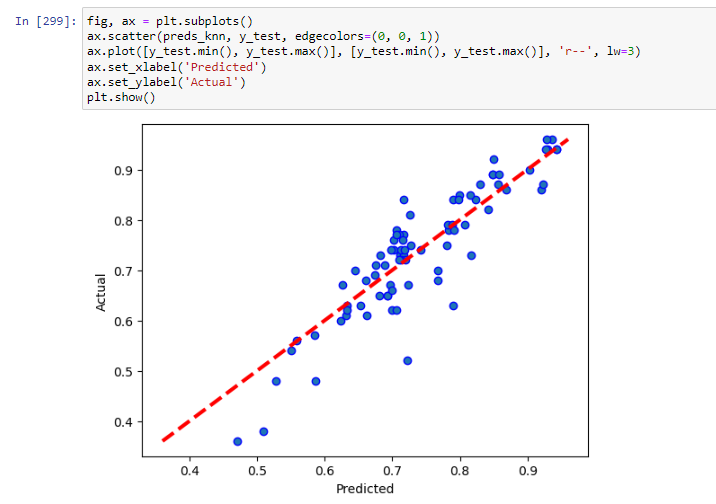 In [299]: fig, ax = plt.subplots()
ax.scatter(preds_knn, y_test, edgecolors=(0, 0, 1))
ax.plot([y_test.min(), y_test.max()], [y_test.min(), y_test.max()], 'r--', lw=3)
ax.set_xlabel('Predicted')
ax.set_ylabel('Actual')
plt.show()
0.9
0.8
0.7
0.6
0.5
0.4
Actual
0.4 0.5 0.6 0.7 0.8 0.9
Predicted